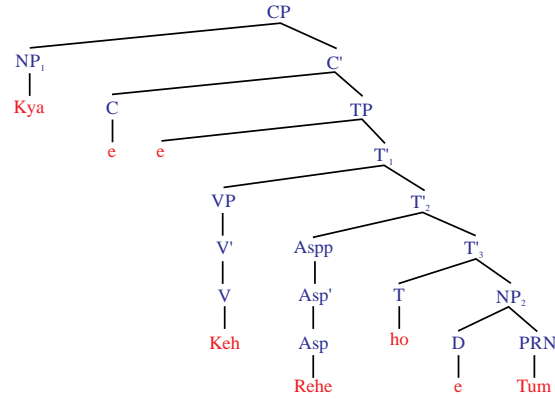 CP
NP₁ C'
Kya C TP
e e T'₁
VP T'₂
V' Aspp T'₃
V Asp' T NP₂
Keh Asp ho D PRN
Rehe e Tum